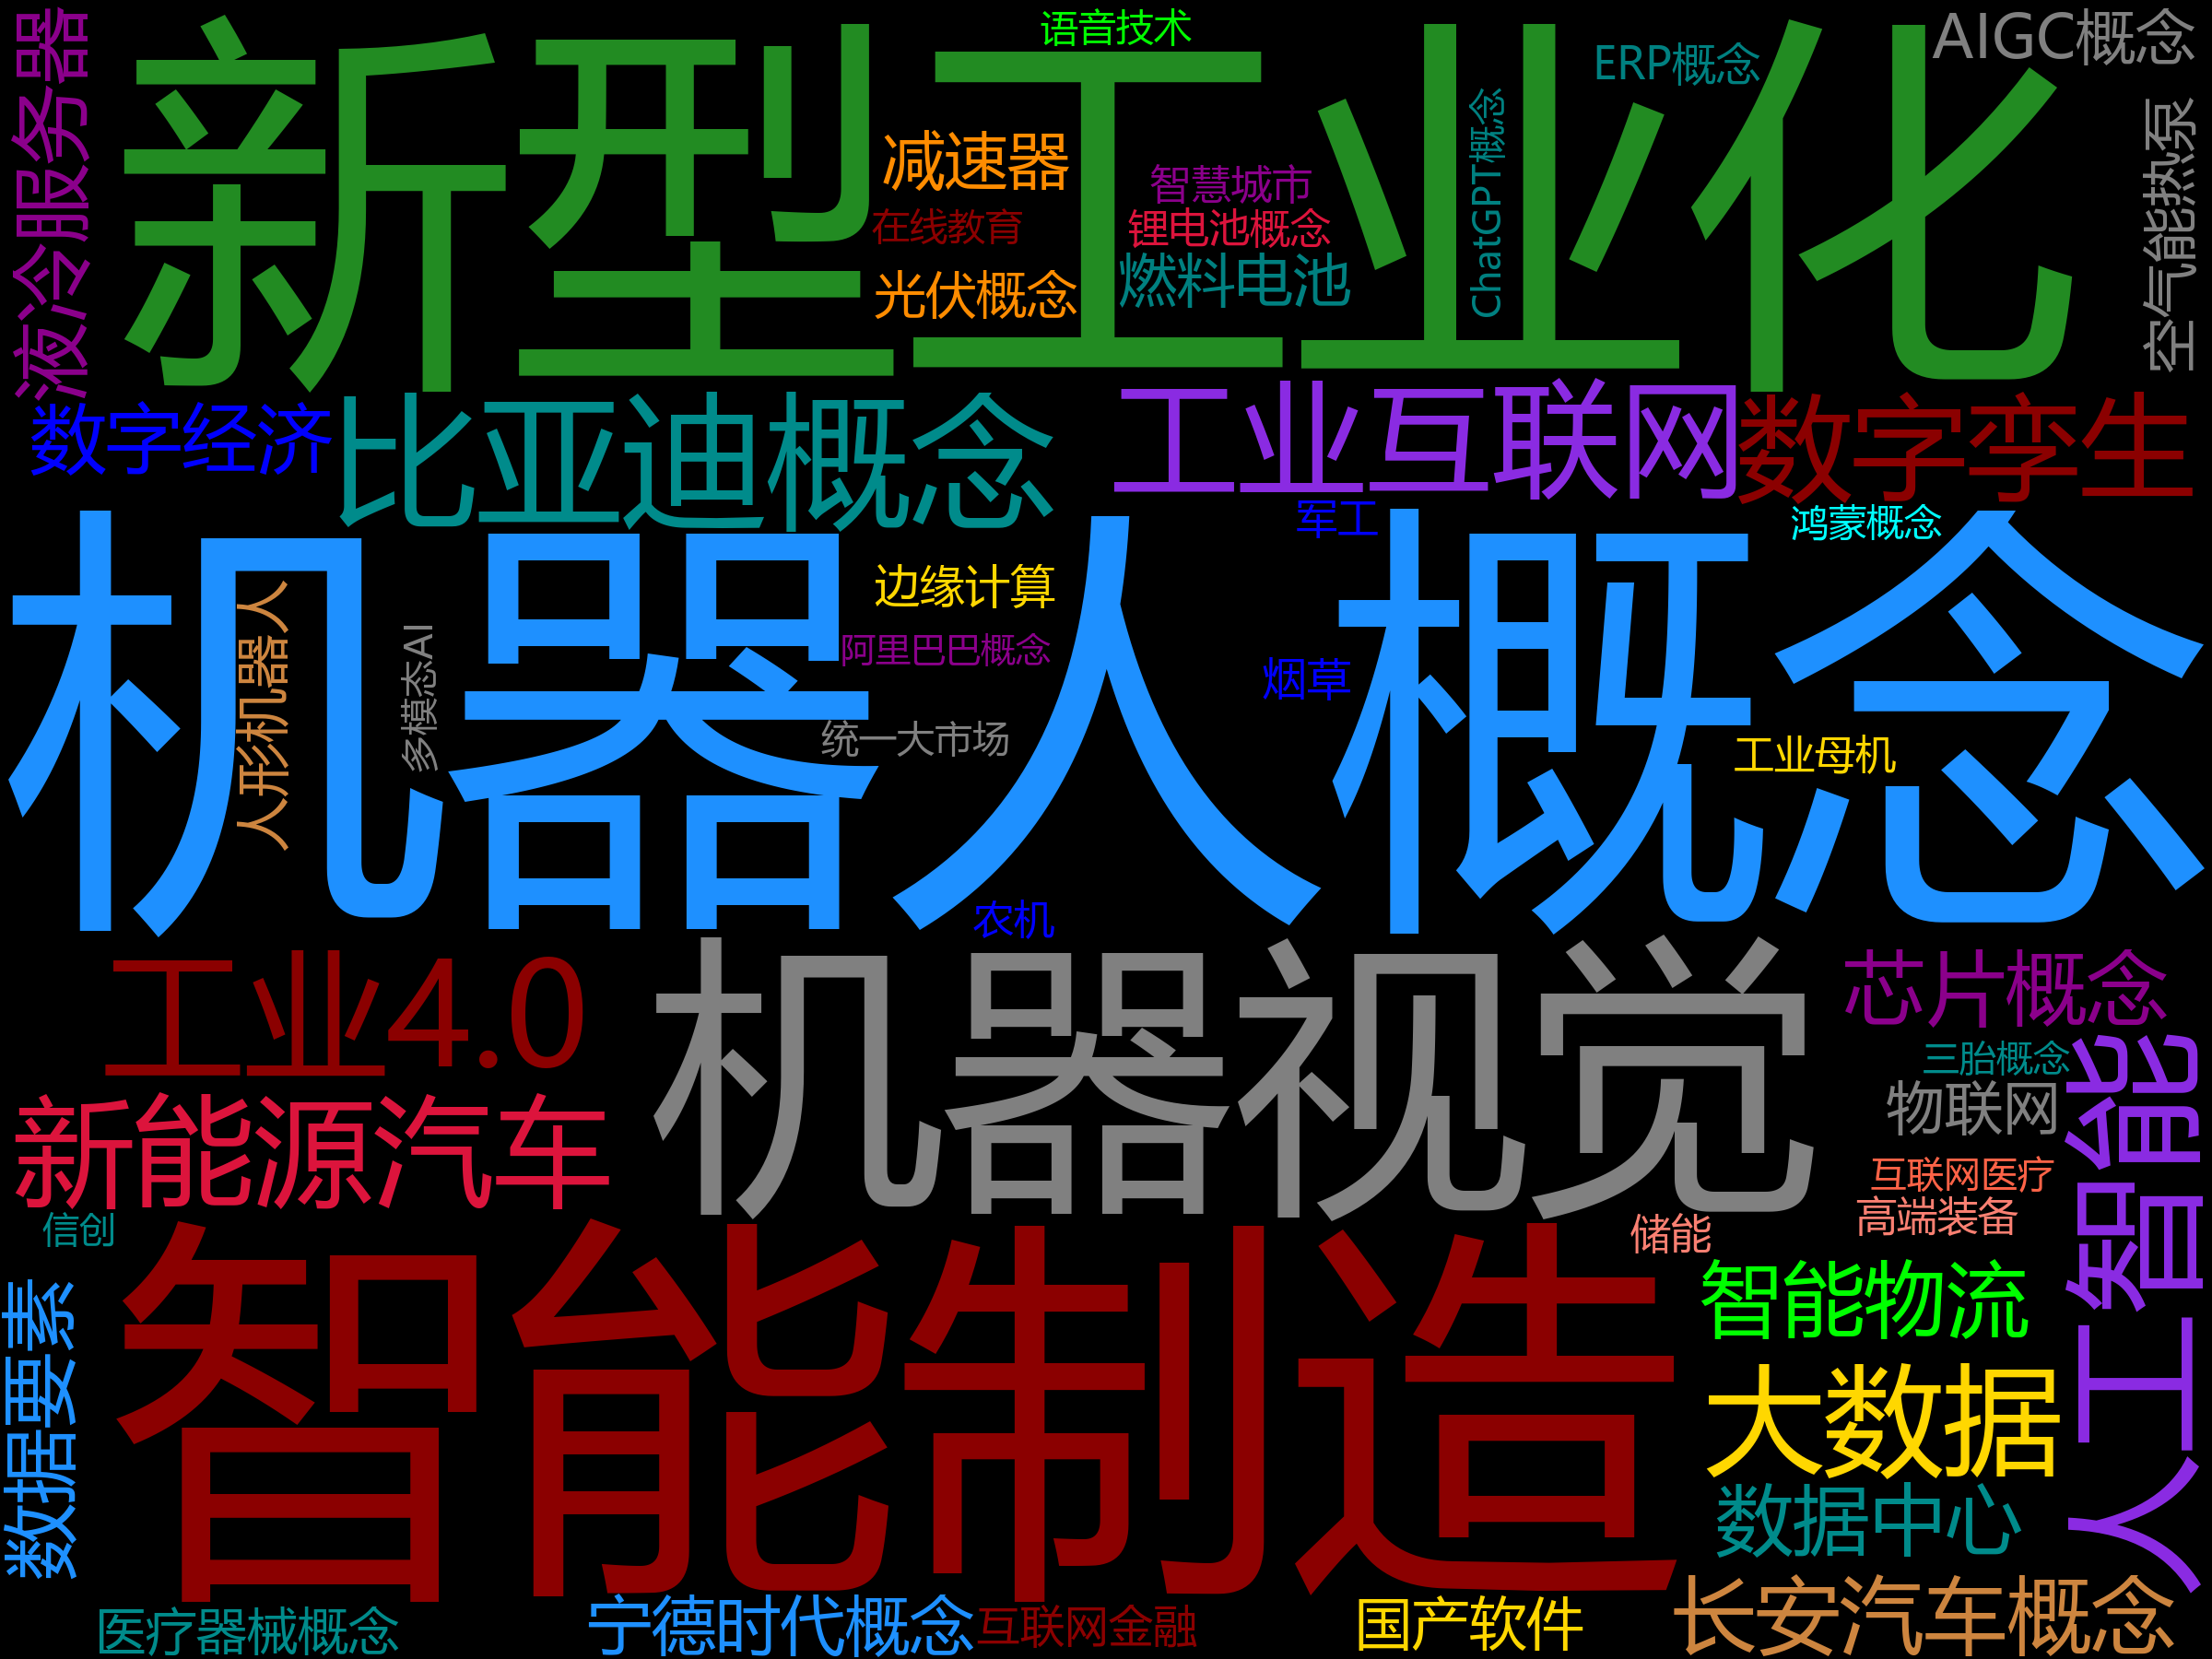 语音技术
AIGC概念
液冷服务器
新型工业化
ERP概念
ChatGPT概念
空气能热泵
减速器
智慧城市
在线教育
锂电池概念
光伏概念
燃料电池
数字经济
比亚迪概念
工业互联网
数字孪生
军工
鸿蒙概念
机器人概念
边缘计算
人形机器人
多模态AI
阿里巴巴概念
烟草
统一大市场
工业母机
农机
工业4.0
机器视觉
芯片概念
三胎概念
人工智能
物联网
新能源汽车
互联网医疗
高端装备
信创
储能
智能制造
智能物流
数据要素
大数据
数据中心
长安汽车概念
医疗器械概念
宁德时代概念
互联网金融
国产软件